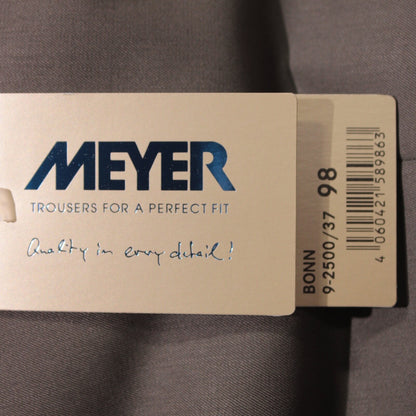 MEYER
TROUSERS FOR A PERFECT FIT
Quality in every detail!
BONN
9-2500/37 98
4 060421 589863